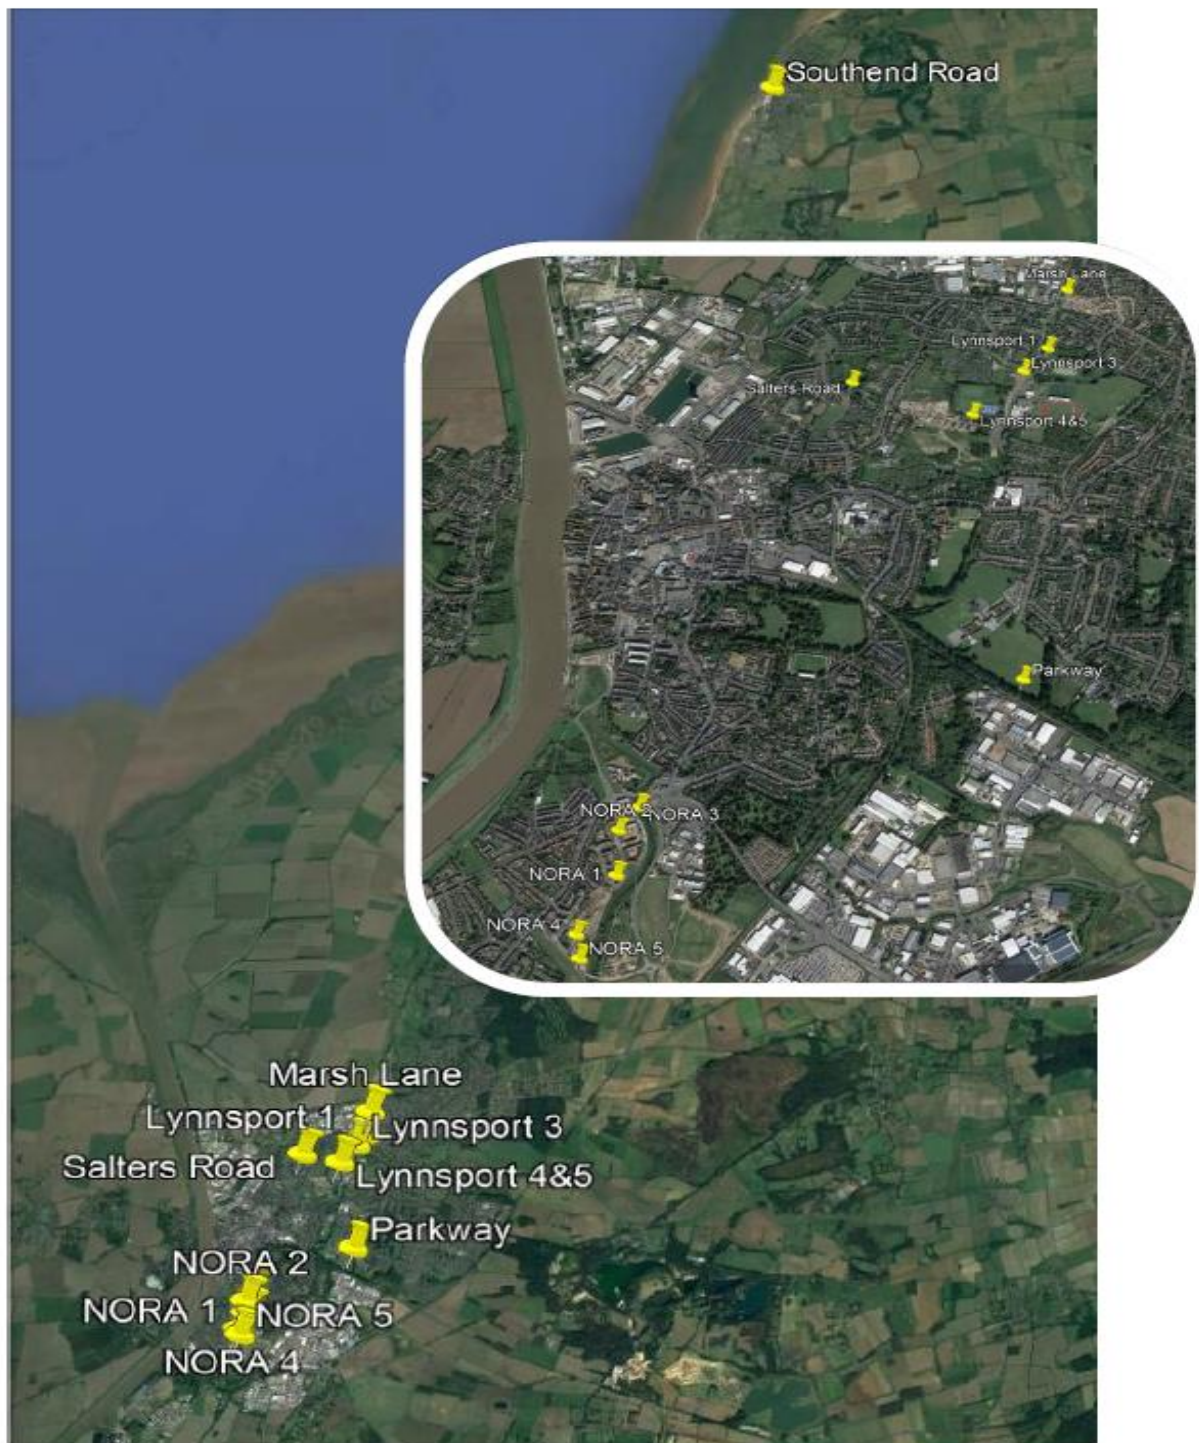 Southend Road
Marsh Lane
Lynnsport 1
Lynnsport 3
Salters Road
Lynnsport 4&5
Parkway
NORA 2
NORA 3
NORA 1
NORA 4
NORA 5
Marsh Lane
Lynnsport 1
Lynnsport 3
Salters Road
Lynnsport 4&5
Parkway
NORA 2
NORA 1
NORA 5
NORA 4